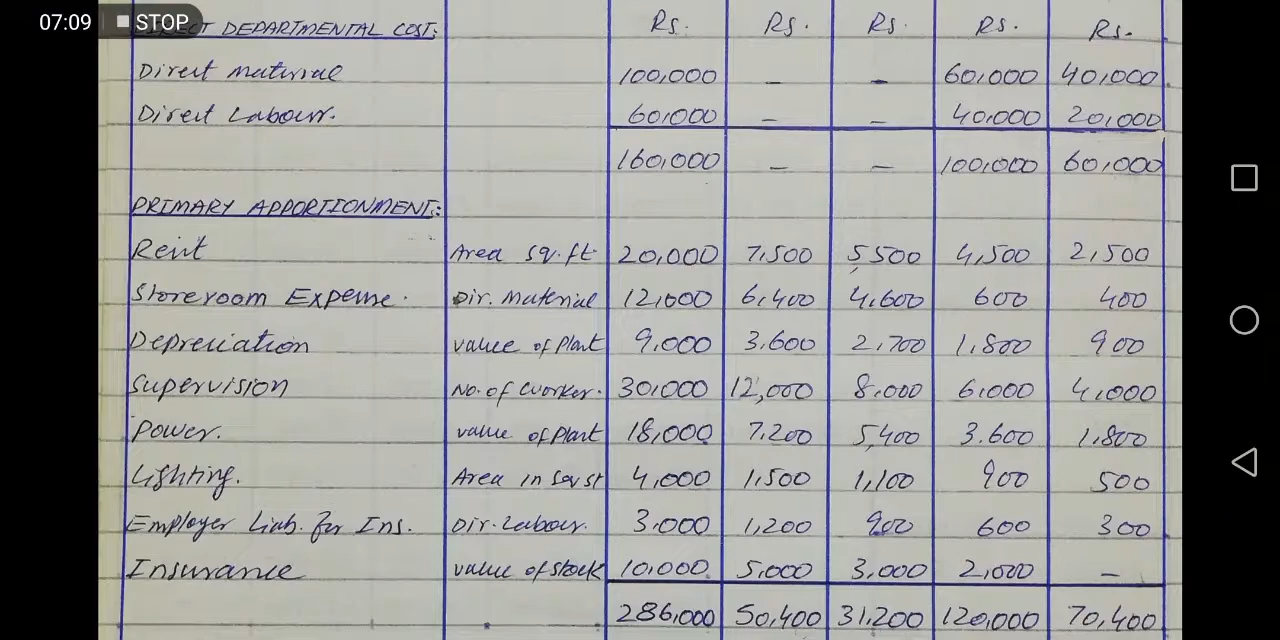 07:09 STOP
DIRECT DEPARTMENTAL COST: Rs. Rs. Rs. Rs. Rs.
Direct Material 100,000 – – 60,000 40,000
Direct Labour. 60,000 – – 40,000 20,000
160,000 – – 100,000 60,000
PRIMARY APPORTIONMENT:
Rent Area Sq.ft 20,000 7,500 5,500 4,500 2,500
Storeroom Expense. Dir. Material 12,000 6,400 4,600 600 400
Depreciation value of Plant 9,000 3,600 2,700 1,800 900
Supervision No. of Worker. 30,000 12,000 8,000 6,000 4,000
Power. value of Plant 18,000 7,200 5,400 3,600 1,800
Lighting. Area in 4,000 1,500 1,100 900 500
Employer Liab. for Ins. Dir. Labour. 3,000 1,200 900 600 300
Insurance value of stock 10,000 5,000 3,000 2,000 –
286,000 50,400 31,200 120,000 70,400